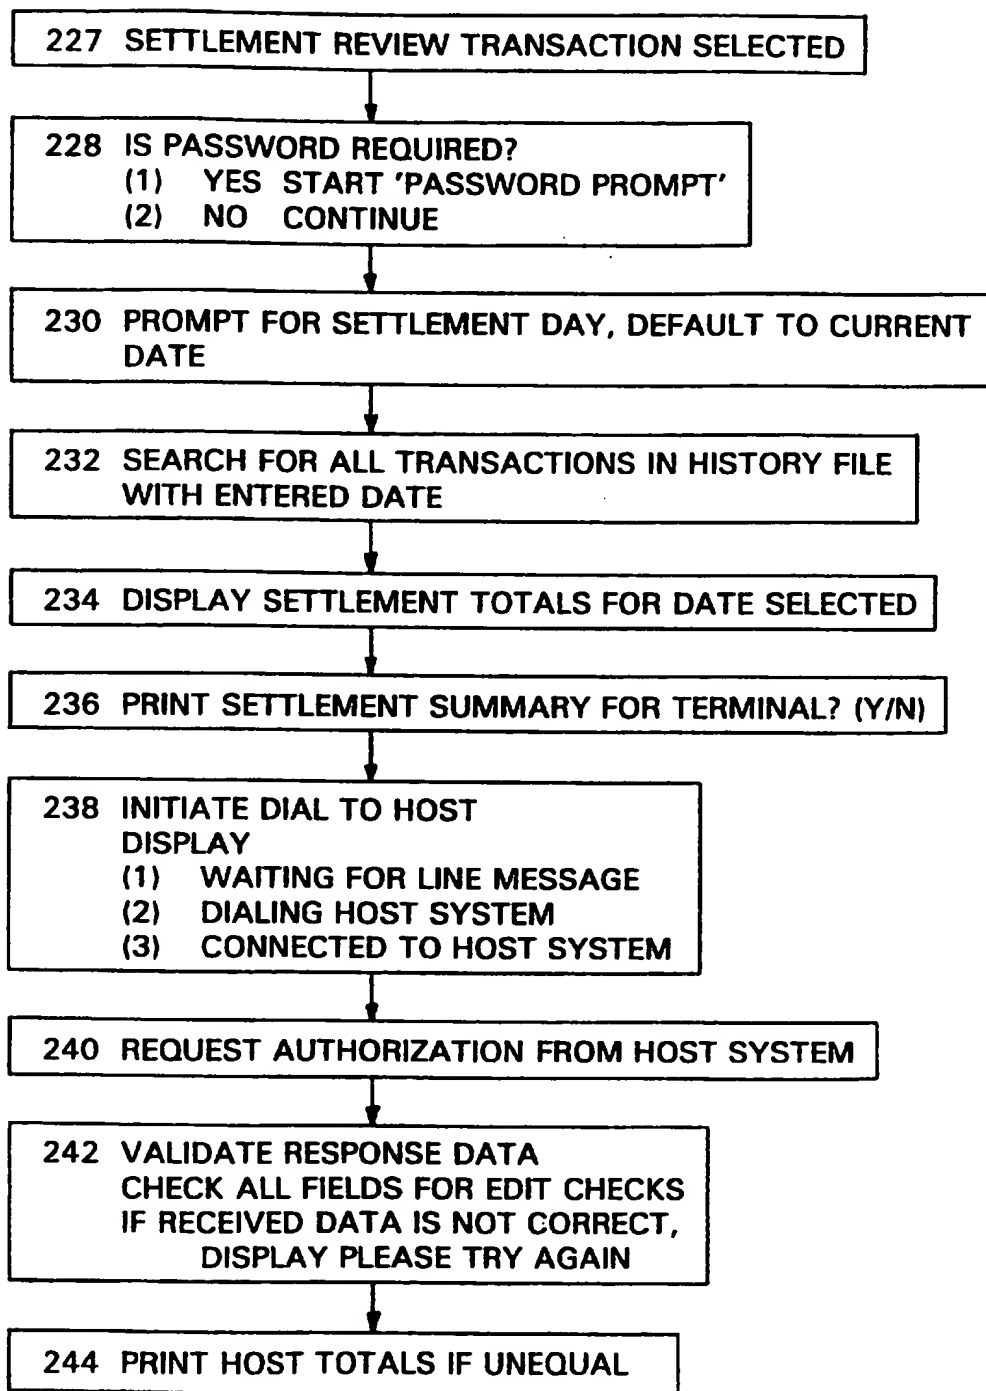 227 SETTLEMENT REVIEW TRANSACTION SELECTED
228 IS PASSWORD REQUIRED?
(1) YES START 'PASSWORD PROMPT'
(2) NO CONTINUE
230 PROMPT FOR SETTLEMENT DAY, DEFAULT TO CURRENT
DATE
232 SEARCH FOR ALL TRANSACTIONS IN HISTORY FILE
WITH ENTERED DATE
234 DISPLAY SETTLEMENT TOTALS FOR DATE SELECTED
236 PRINT SETTLEMENT SUMMARY FOR TERMINAL? (Y/N)
238 INITIATE DIAL TO HOST
DISPLAY
(1) WAITING FOR LINE MESSAGE
(2) DIALING HOST SYSTEM
(3) CONNECTED TO HOST SYSTEM
240 REQUEST AUTHORIZATION FROM HOST SYSTEM
242 VALIDATE RESPONSE DATA
CHECK ALL FIELDS FOR EDIT CHECKS
IF RECEIVED DATA IS NOT CORRECT,
DISPLAY PLEASE TRY AGAIN
244 PRINT HOST TOTALS IF UNEQUAL